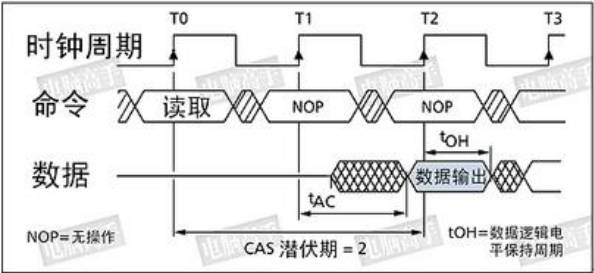 T0 T1 T2 T3
时钟周期
命令 读取 NOP NOP
tOH
数据 数据输出
tAC
NOP=无操作 CAS 潜伏期 = 2 tOH=数据逻辑电
平保持周期